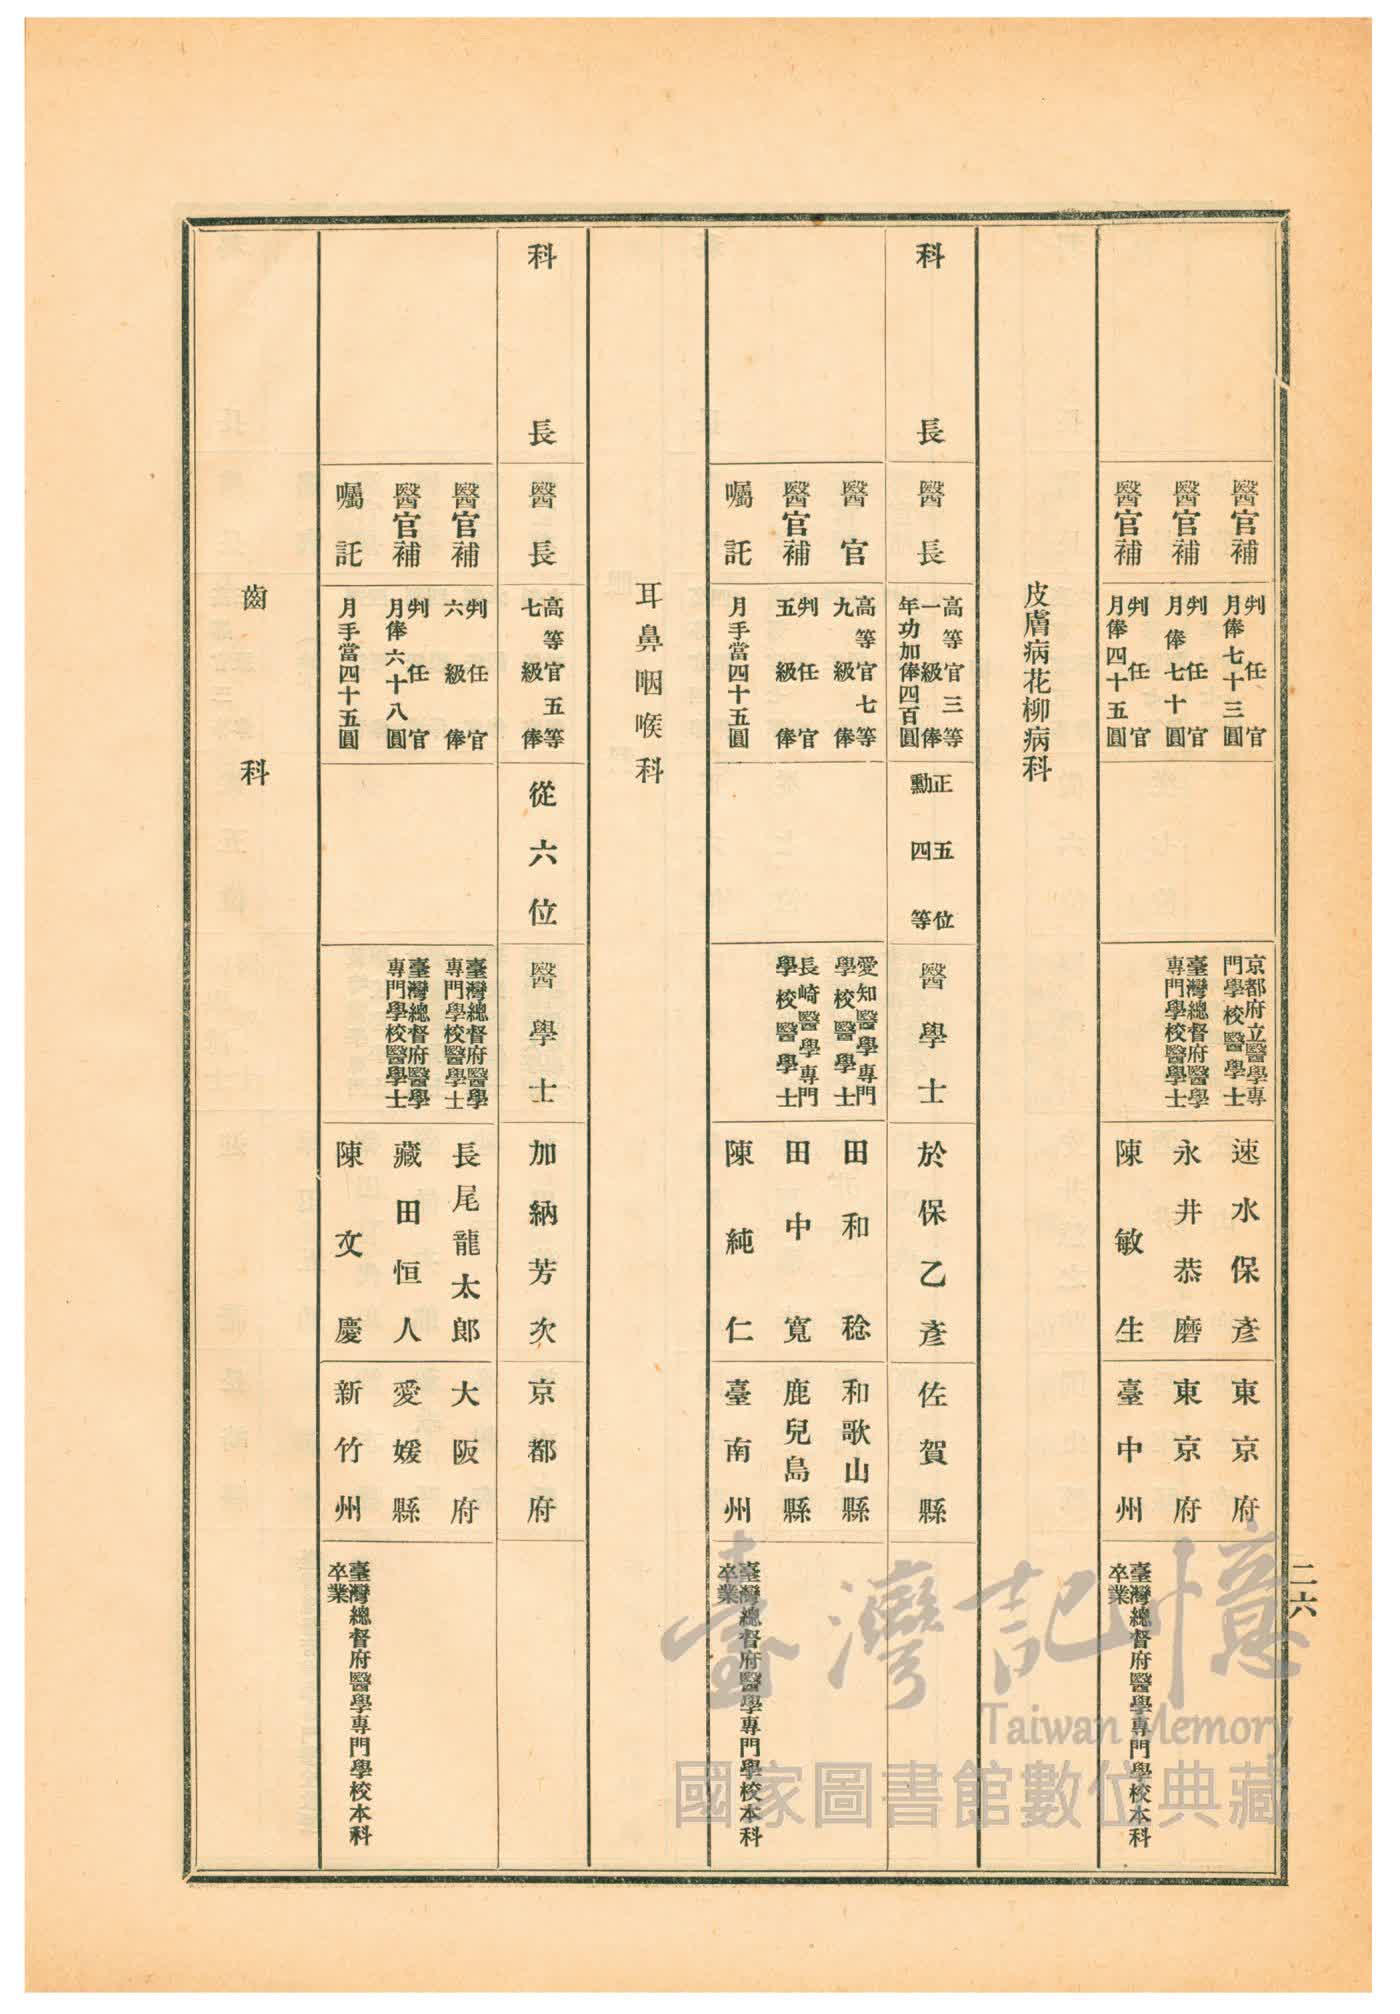 二六
醫官補 判任官 月俸七十三圓 京都府立醫學專門學校醫學士 速水保彥 東京府
醫官補 判任官 月俸七十圓 臺灣總督府醫學專門學校醫學士 永井恭磨 東京府
醫官補 判任官 月俸四十五圓 陳敏生 臺中州 臺灣總督府醫學專門學校本科卒業
皮膚病花柳病科
科長 醫長 高等官三等 一級俸 年功加俸四百圓 正五位 勳四等 醫學士 於保乙彥 佐賀縣
醫官 高等官七等 九級俸 愛知醫學專門學校醫學士 田和稔 和歌山縣
醫官補 判任官 五級俸 長崎醫學專門學校醫學士 田中寬 鹿兒島縣
囑託 月手當四十五圓 陳純仁 臺南州 臺灣總督府醫學專門學校本科卒業
耳鼻咽喉科
科長 醫長 高等官五等 七級俸 從六位 醫學士 加納芳次 京都府
醫官補 判任官 六級俸 臺灣總督府醫學專門學校醫學士 長尾龍太郎 大阪府
醫官補 判任官 月俸六十八圓 臺灣總督府醫學專門學校醫學士 藏田恒人 愛媛縣
囑託 月手當四十五圓 陳文慶 新竹州 臺灣總督府醫學專門學校本科卒業
齒科
臺灣記憶
Taiwan Memory
國家圖書館數位典藏